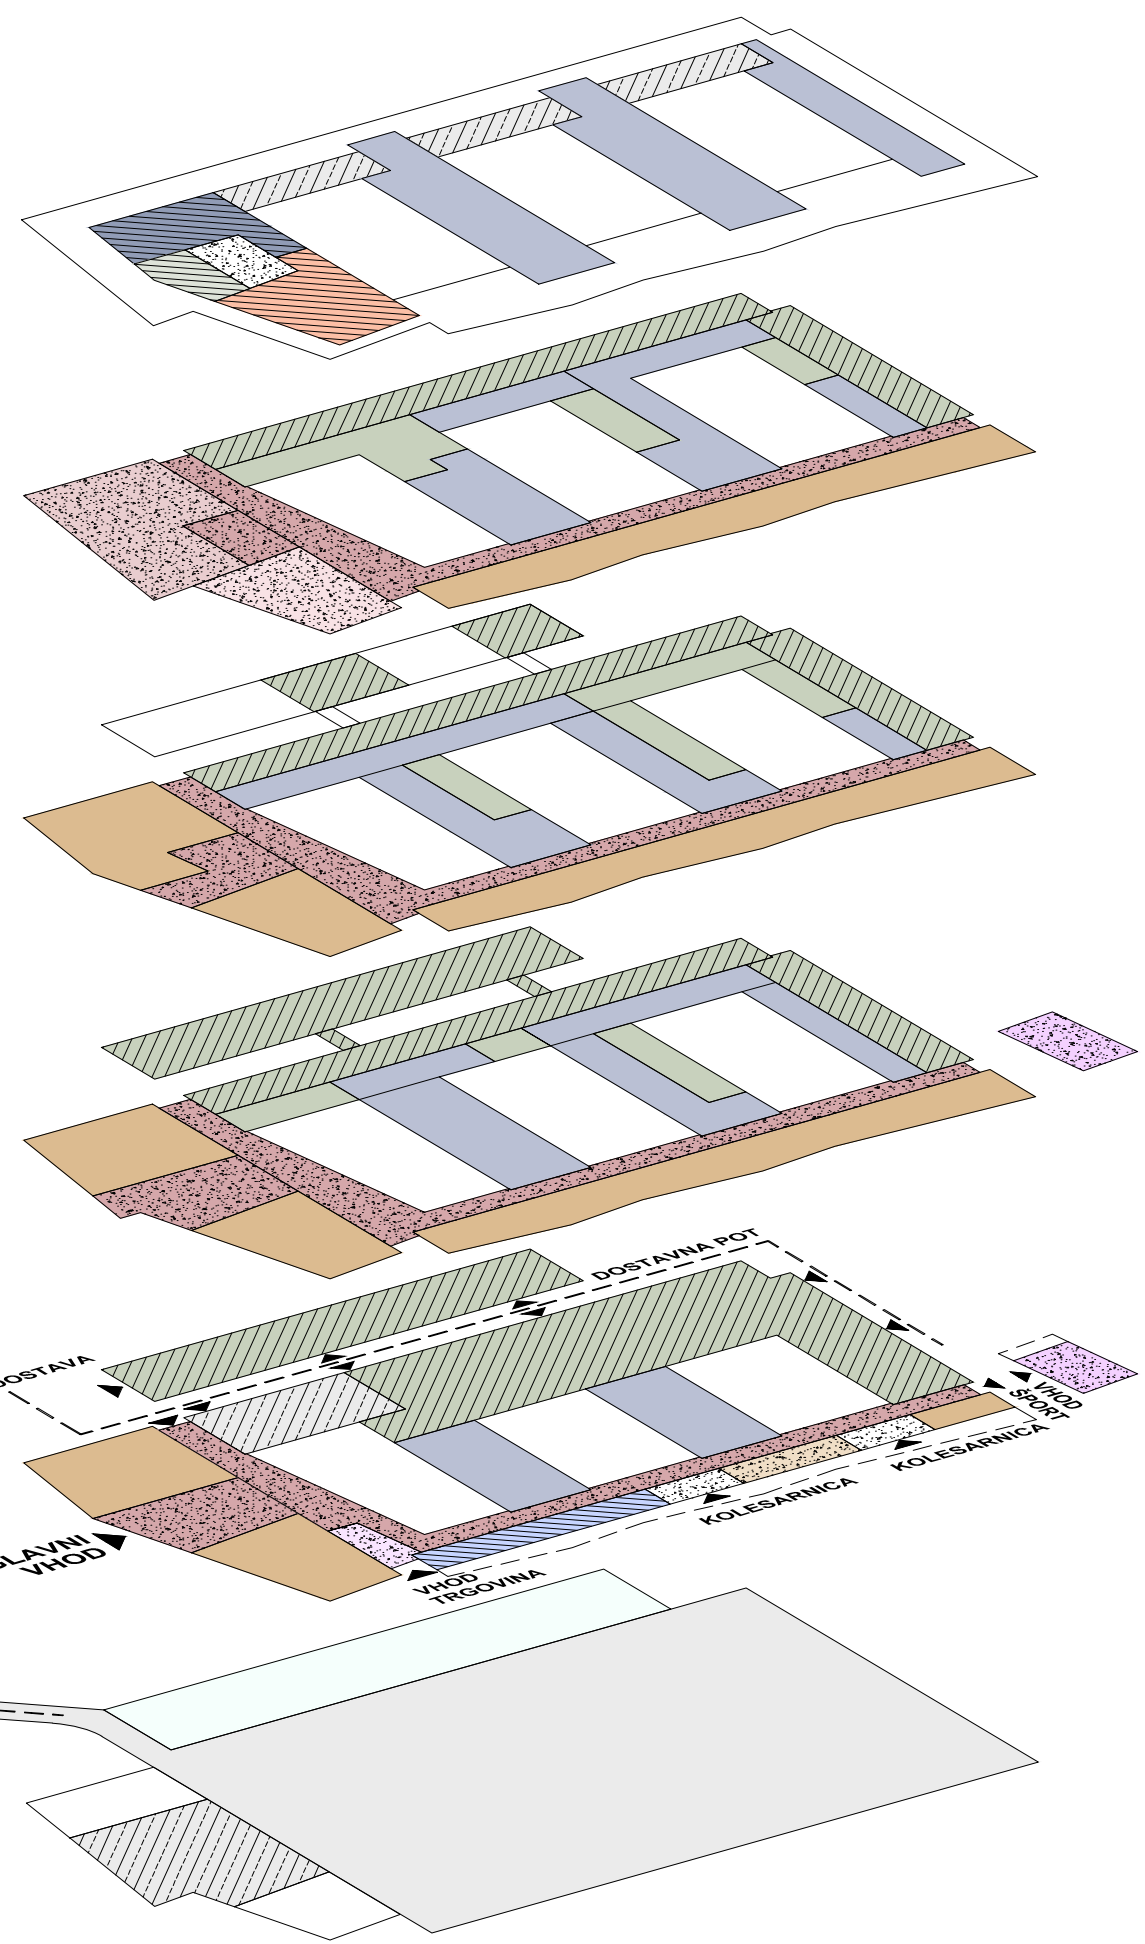 DOSTAVNA POT
DOSTAVA
VHOD
ŠPORT
KOLESARNICA
KOLESARNICA
GLAVNI
VHOD
VHOD
TRGOVINA